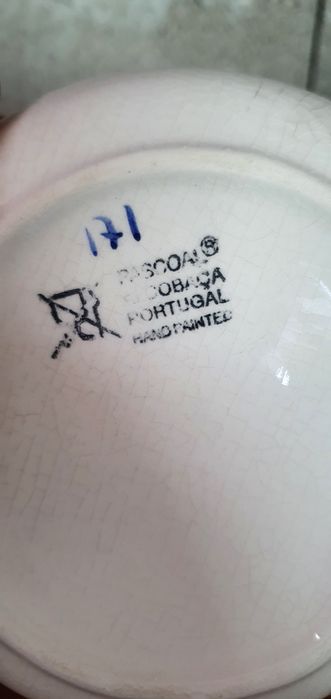 171
PASCOAL®
ALCOBAÇA
PORTUGAL
HAND PAINTED